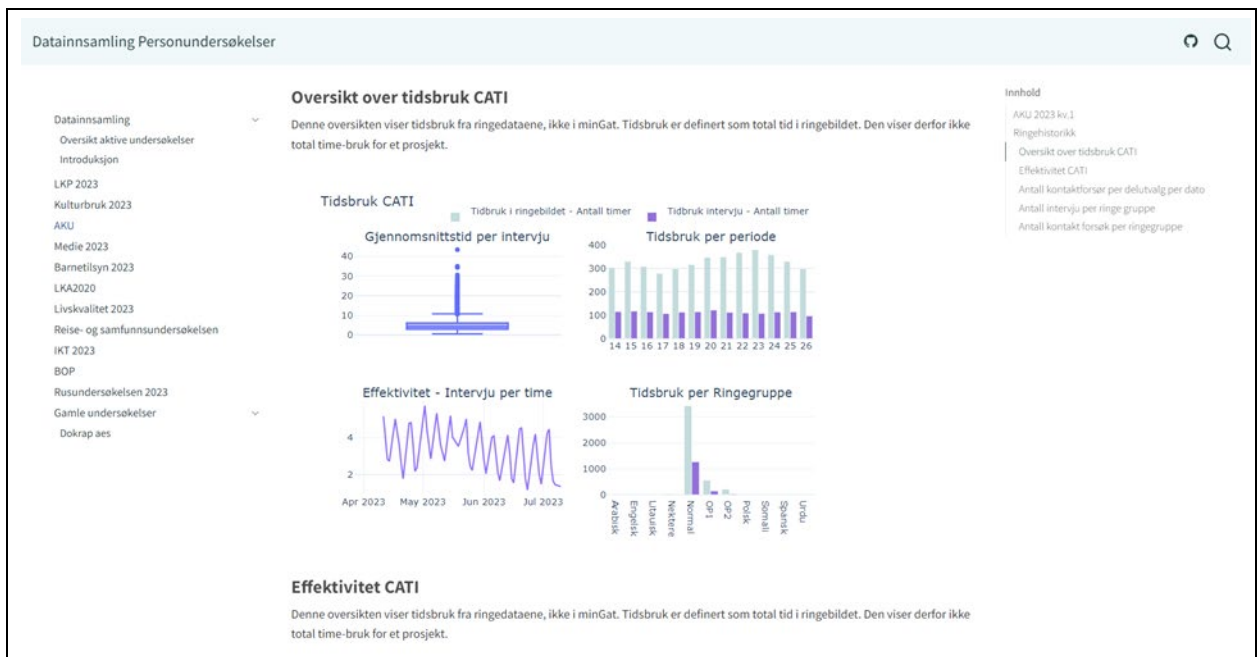 Datainnsamling Personundersøkelser
Datainnsamling
Oversikt aktive undersøkelser
Introduksjon
LKP 2023
Kulturbruk 2023
AKU
Medie 2023
Barnetilsyn 2023
LKA2020
Livskvalitet 2023
Reise- og samfunnsundersøkelsen
IKT 2023
BOP
Rusundersøkelsen 2023
Gamle undersøkelser
Dokrap aes
Oversikt over tidsbruk CATI
Denne oversikten viser tidsbruk fra ringedataene, ikke i minGat. Tidsbruk er definert som total tid i ringebildet. Den viser derfor ikke
total time-bruk for et prosjekt.
Tidsbruk CATI
Tidbruk i ringebildet - Antall timer
Tidbruk intervju - Antall timer
Gjennomsnittstid per intervju
40
30
20
10
0
Tidsbruk per periode
400
300
200
100
0
14 15 16 17 18 19 20 21 22 23 24 25 26
Effektivitet - Intervju per time
4
2
Apr 2023 May 2023 Jun 2023 Jul 2023
Tidsbruk per Ringegruppe
3000
2000
1000
0
Arabisk
Engelsk
Litauisk
Nektere
Normal
OP1
OP2
Polsk
Somali
Spansk
Urdu
Effektivitet CATI
Denne oversikten viser tidsbruk fra ringedataene, ikke i minGat. Tidsbruk er definert som total tid i ringebildet. Den viser derfor ikke
total time-bruk for et prosjekt.
Innhold
AKU 2023 kv.1
Ringehistorikk
Oversikt over tidsbruk CATI
Effektivitet CATI
Antall kontaktforsør per delutvalg per dato
Antall intervju per ringe gruppe
Antall kontakt forsøk per ringegruppe